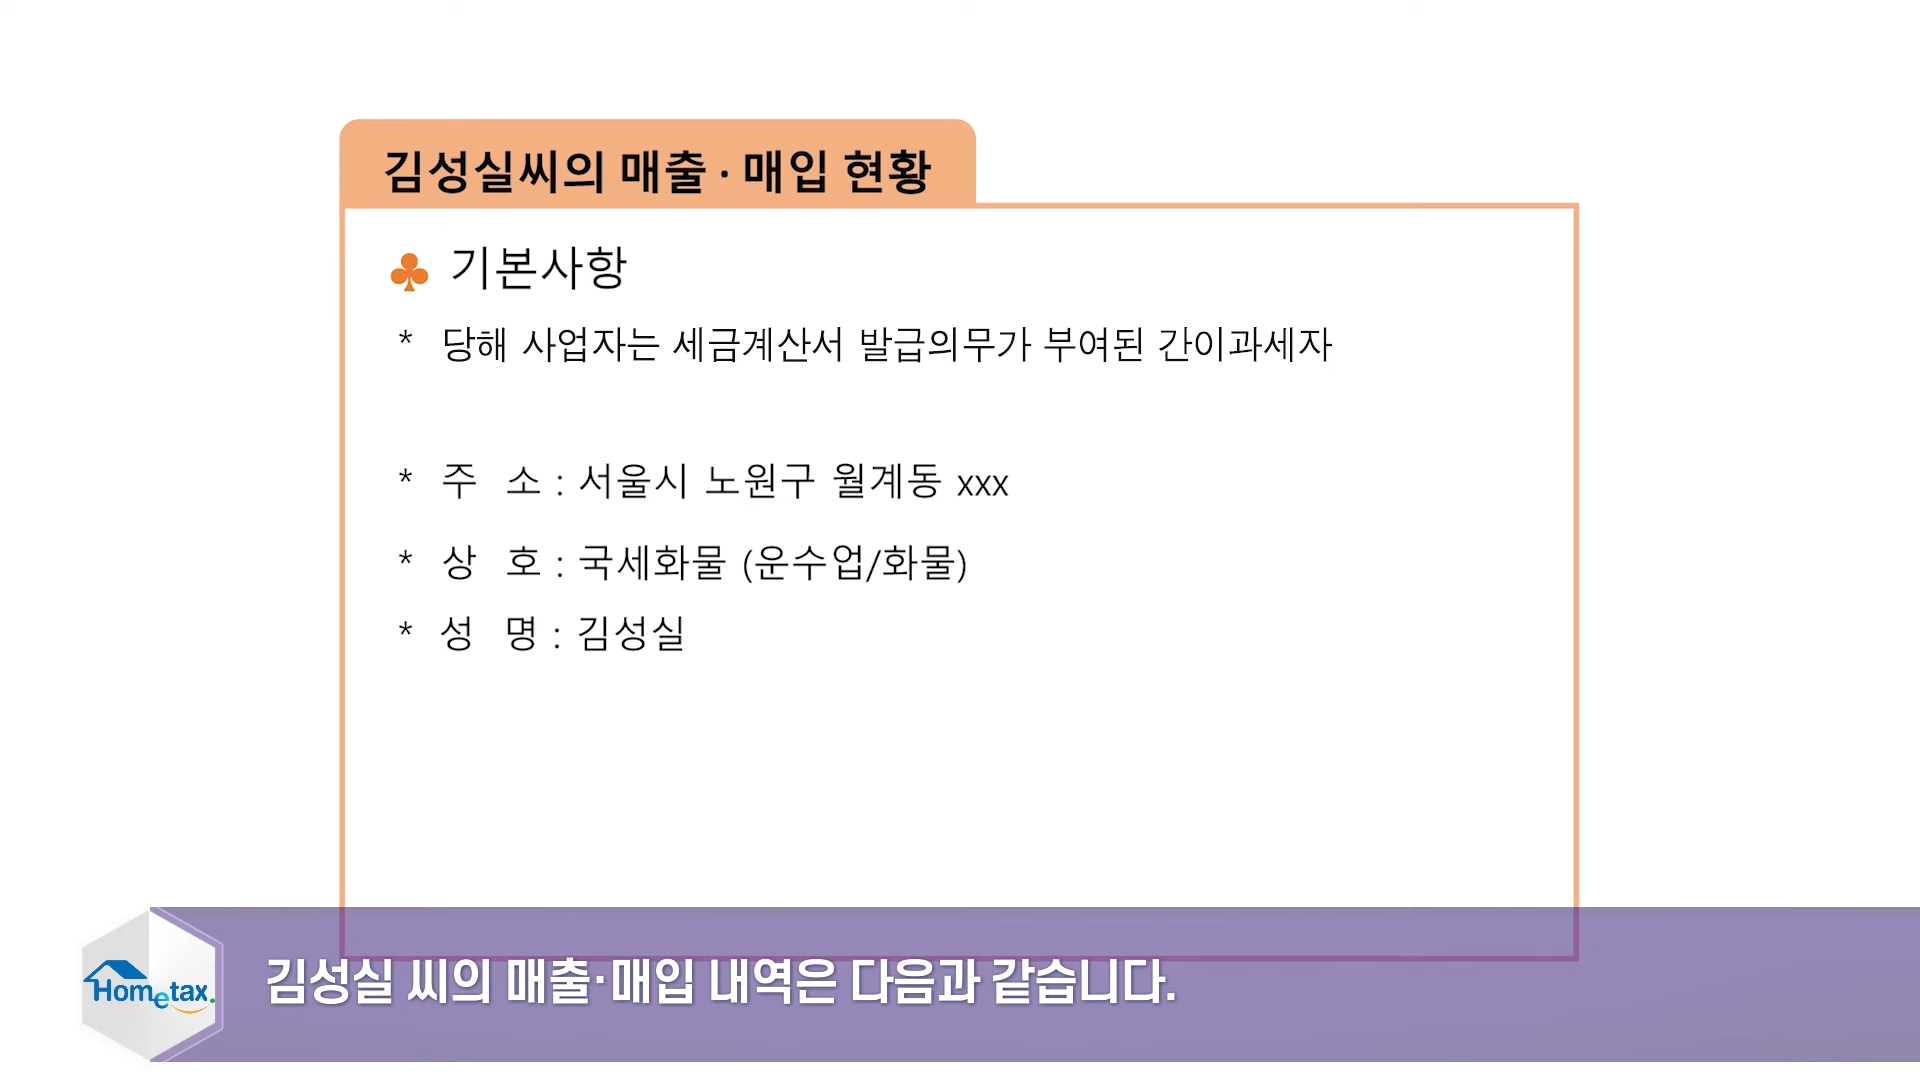 김성실씨의 매출 · 매입 현황
♣ 기본사항
* 당해 사업자는 세금계산서 발급의무가 부여된 간이과세자
* 주 소 : 서울시 노원구 월계동 xxx
* 상 호 : 국세화물 (운수업/화물)
* 성 명 : 김성실
Hometax.
김성실 씨의 매출·매입 내역은 다음과 같습니다.